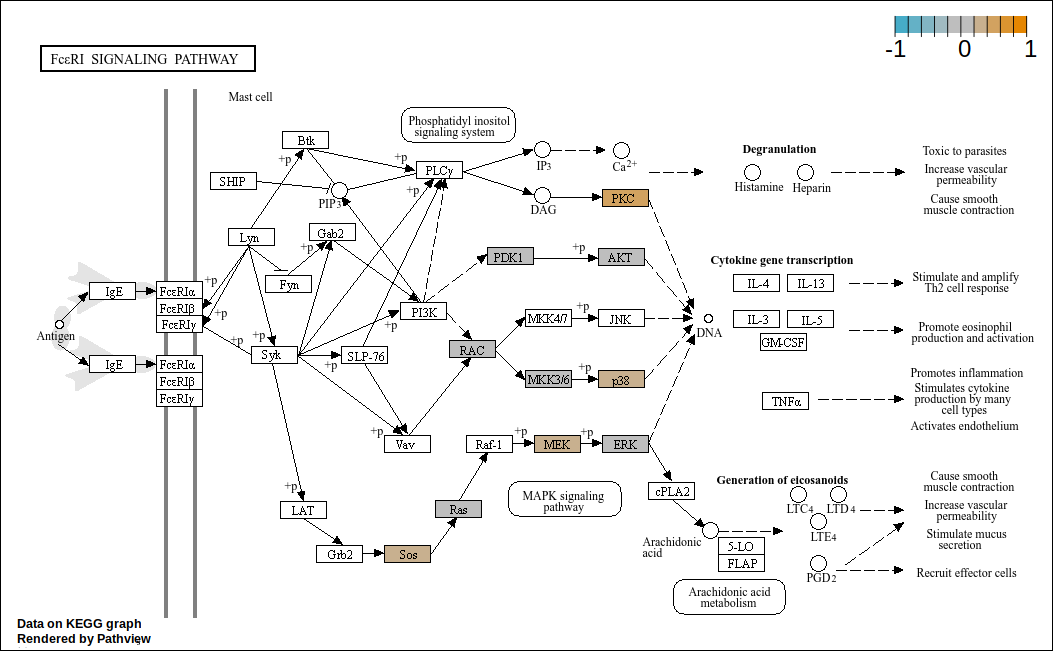 -1 0 1
FcεRI SIGNALING PATHWAY
Mast cell
Phosphatidyl inositol
signaling system
Btk
+p
+p
PLCγ
+p
IP3
Ca2+
DAG
PKC
SHIP
PIP3
Degranulation
Histamine
Heparin
Toxic to parasites
Increase vascular
permeability
Cause smooth
muscle contraction
Lyn
Gab2
+p
Fyn
PDK1
+p
AKT
Cytokine gene transcription
IL-4
IL-13
Stimulate and amplify
Th2 cell response
IL-3
IL-5
GM-CSF
Promote eosinophil
production and activation
IgE
FcεRIα
FcεRIβ
FcεRIγ
+p
+p
+p
+p
Antigen
IgE
FcεRIα
FcεRIβ
FcεRIγ
Syk
+p
SLP-76
PI3K
+p
RAC
MKK4/7
+p
JNK
DNA
MKK3/6
+p
p38
Promotes inflammation
Stimulates cytokine
production by many
cell types
Activates endothelium
TNFα
+p
Vav
Raf-1
+p
MEK
+p
ERK
cPLA2
MAPK signaling
pathway
+p
LAT
Grb2
Sos
Ras
Generation of eicosanoids
LTC4
LTD4
LTE4
PGD2
Arachidonic
acid
5-LO
FLAP
Arachidonic acid
metabolism
Cause smooth
muscle contraction
Increase vascular
permeability
Stimulate mucus
secretion
Recruit effector cells
Data on KEGG graph
Rendered by Pathview